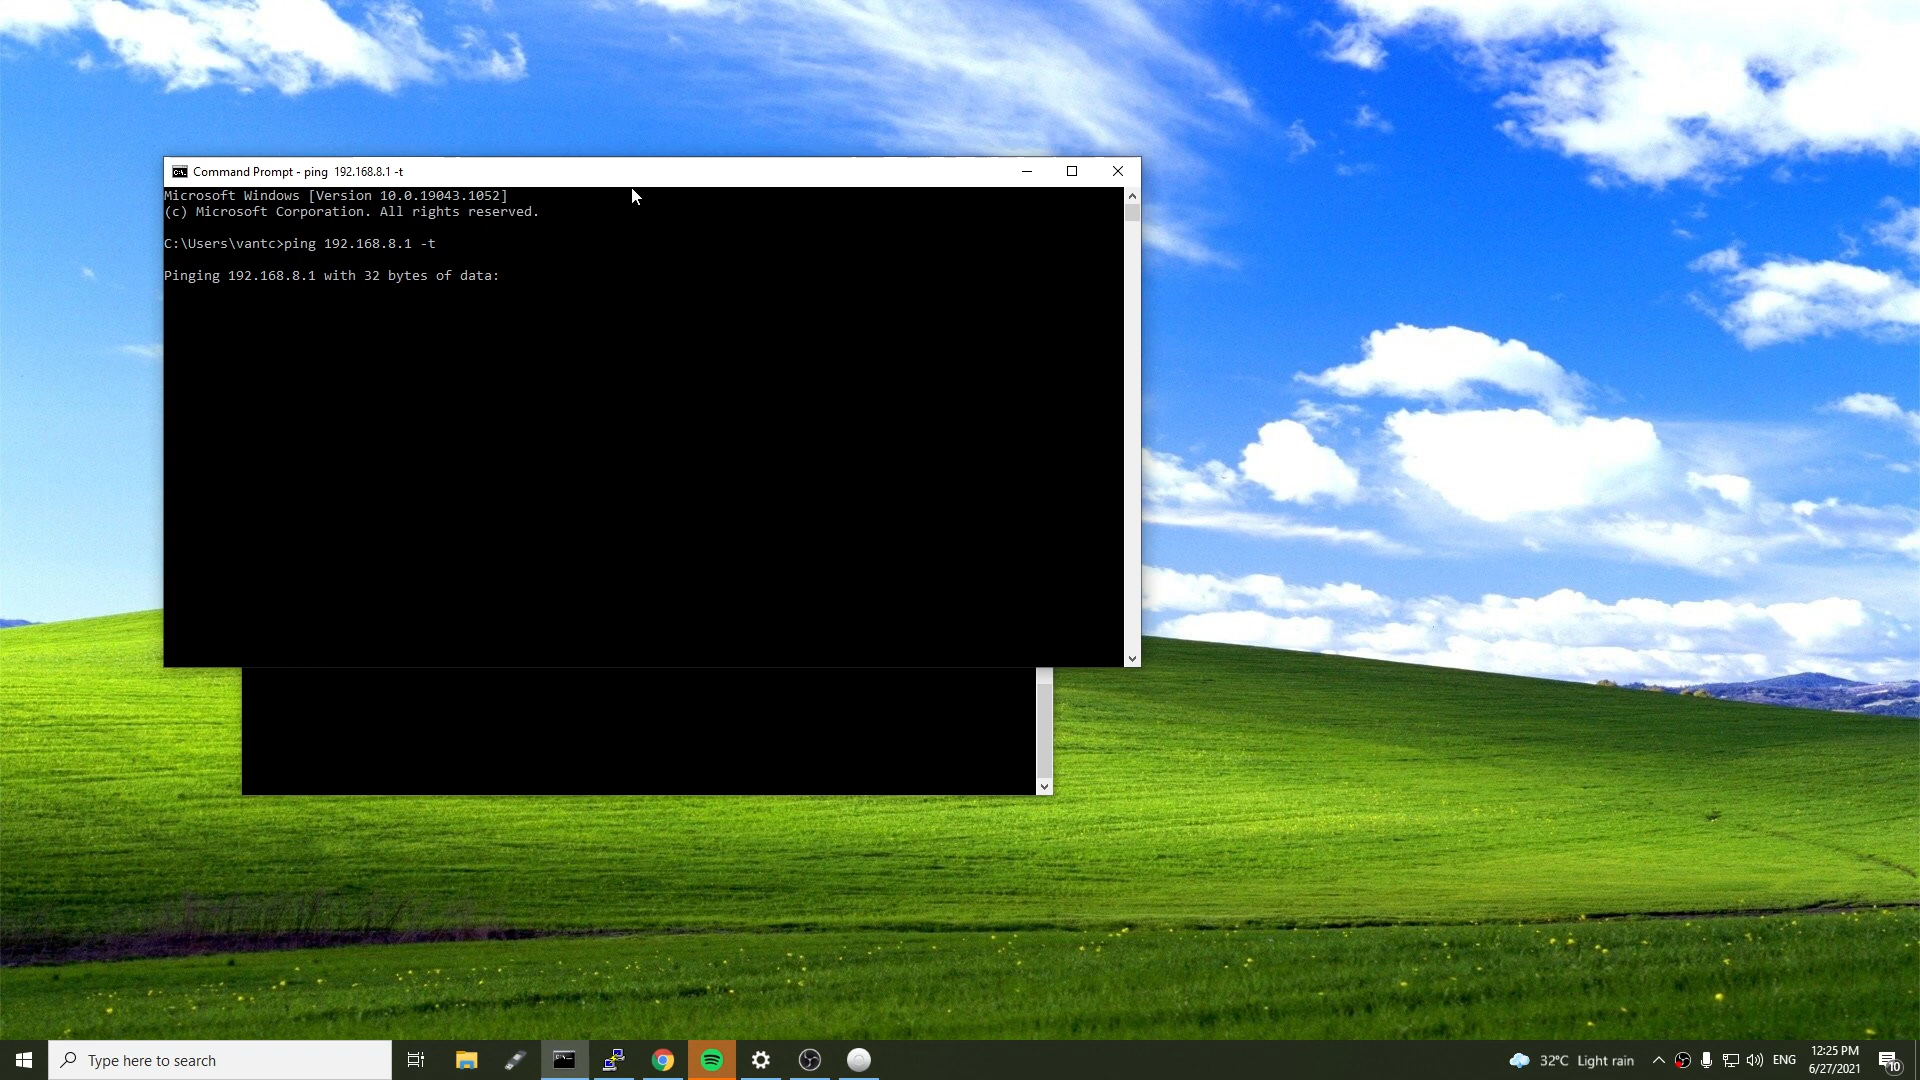 Command Prompt - ping  192.168.8.1 -t
Microsoft Windows [Version 10.0.19043.1052]
(c) Microsoft Corporation. All rights reserved.
C:\Users\vantc>ping 192.168.8.1 -t
Pinging 192.168.8.1 with 32 bytes of data:
Type here to search
32°C Light rain
ENG
12:25 PM
6/27/2021
10